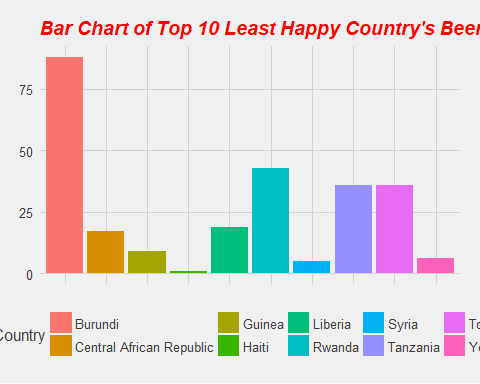 Bar Chart of Top 10 Least Happy Country's Beer
75
50
25
0
Country
Burundi Guinea Liberia Syria
Central African Republic Haiti Rwanda Tanzania